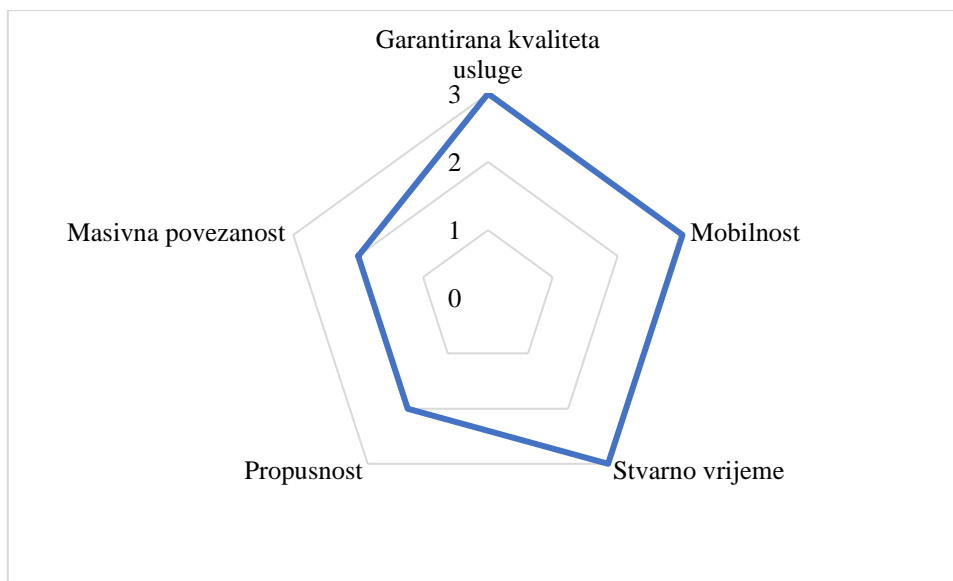 Garantirana kvaliteta
usluge
3
2
1
0
Mobilnost
Masivna povezanost
Propusnost
Stvarno vrijeme